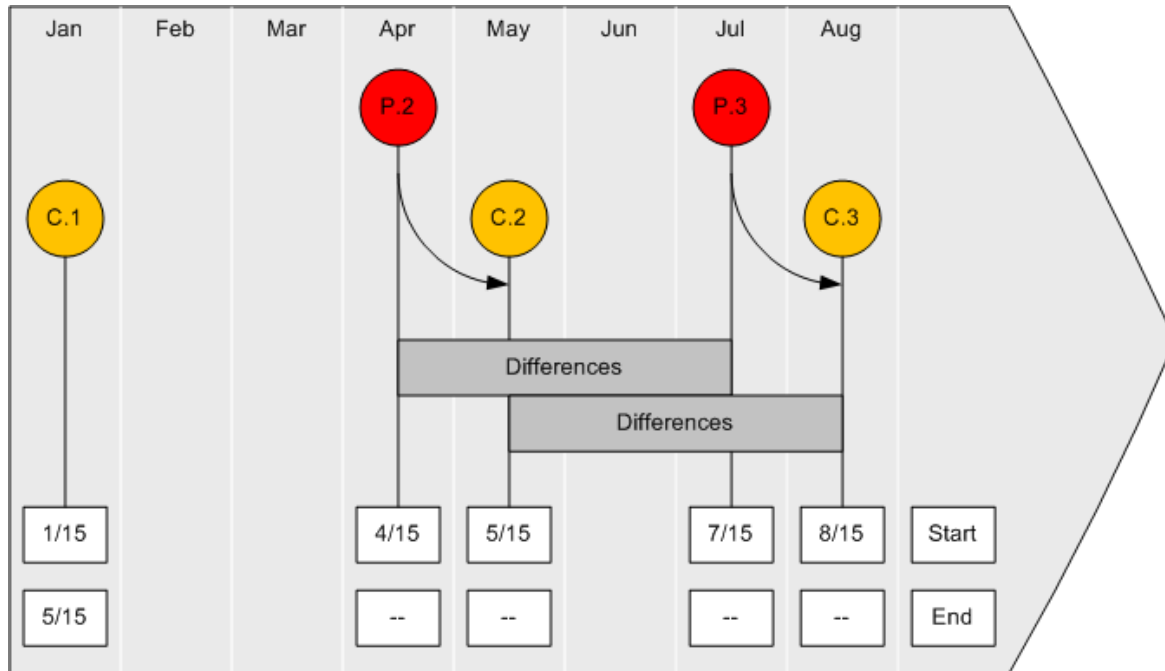 Jan Feb Mar Apr May Jun Jul Aug
P.2 P.3
C.1 C.2 C.3
Differences
Differences
1/15 4/15 5/15 7/15 8/15 Start
5/15 -- -- -- -- End